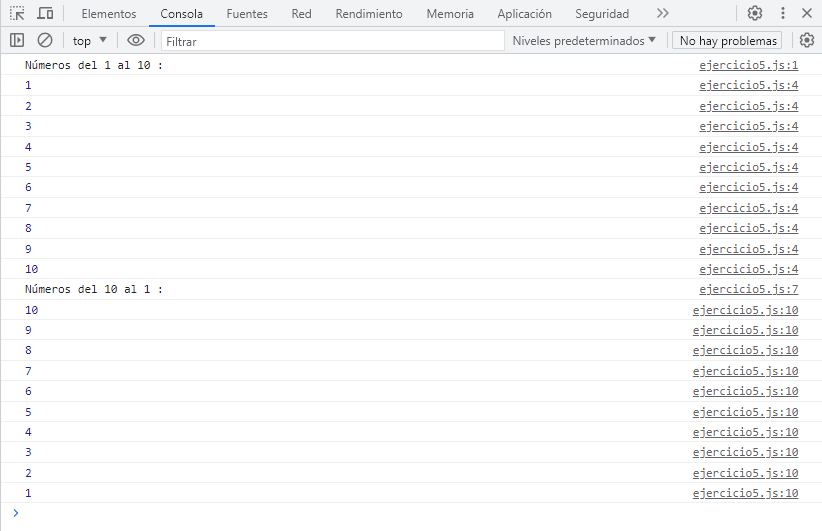 Elementos Consola Fuentes Red Rendimiento Memoria Aplicación Seguridad
top Filtrar Niveles predeterminados No hay problemas
Números del 1 al 10 : ejercicio5.js:1
1 ejercicio5.js:4
2 ejercicio5.js:4
3 ejercicio5.js:4
4 ejercicio5.js:4
5 ejercicio5.js:4
6 ejercicio5.js:4
7 ejercicio5.js:4
8 ejercicio5.js:4
9 ejercicio5.js:4
10 ejercicio5.js:4
Números del 10 al 1 : ejercicio5.js:7
10 ejercicio5.js:10
9 ejercicio5.js:10
8 ejercicio5.js:10
7 ejercicio5.js:10
6 ejercicio5.js:10
5 ejercicio5.js:10
4 ejercicio5.js:10
3 ejercicio5.js:10
2 ejercicio5.js:10
1 ejercicio5.js:10